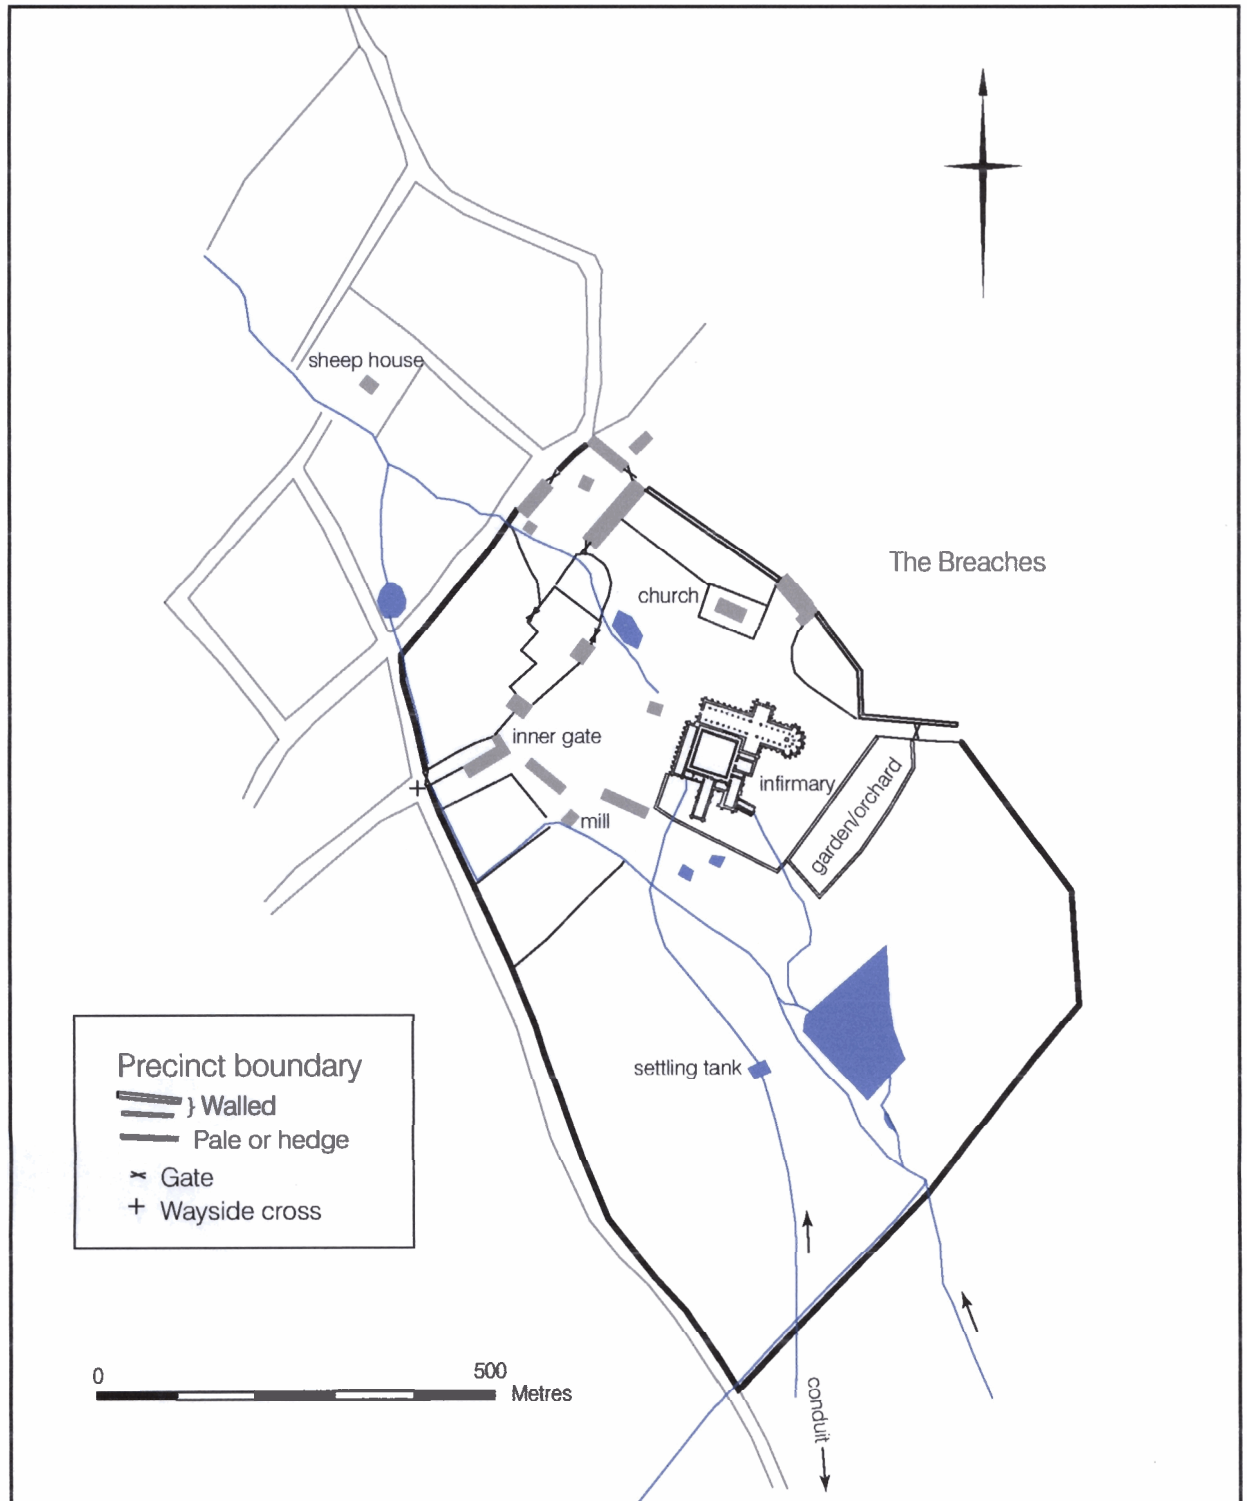 sheep house
The Breaches
church
inner gate
infirmary
garden/orchard
mill
settling tank
Precinct boundary
} Walled
Pale or hedge
Gate
Wayside cross
0 500
Metres
conduit